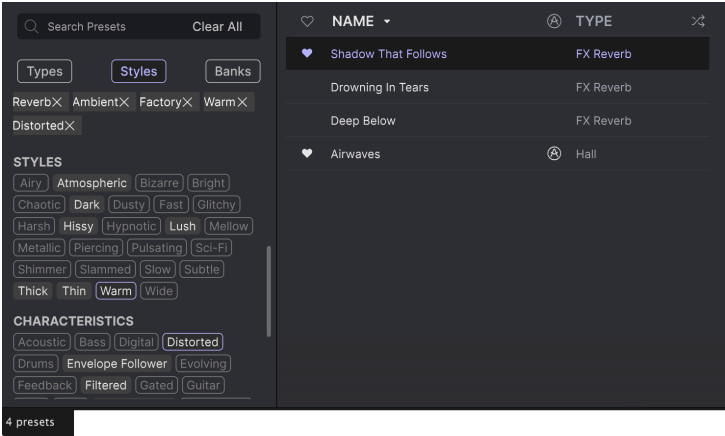 Search Presets Clear All
Types Styles Banks
Reverb Ambient Factory Warm
Distorted
STYLES
Airy Atmospheric Bizarre Bright
Chaotic Dark Dusty Fast Glitchy
Harsh Hissy Hypnotic Lush Mellow
Metallic Piercing Pulsating Sci-Fi
Shimmer Slammed Slow Subtle
Thick Thin Warm Wide
CHARACTERISTICS
Acoustic Bass Digital Distorted
Drums Envelope Follower Evolving
Feedback Filtered Gated Guitar
4 presets
NAME TYPE
Shadow That Follows FX Reverb
Drowning In Tears FX Reverb
Deep Below FX Reverb
Airwaves Hall